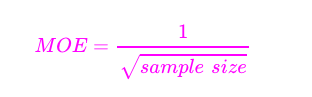 MOE = 1 / √(sample size)